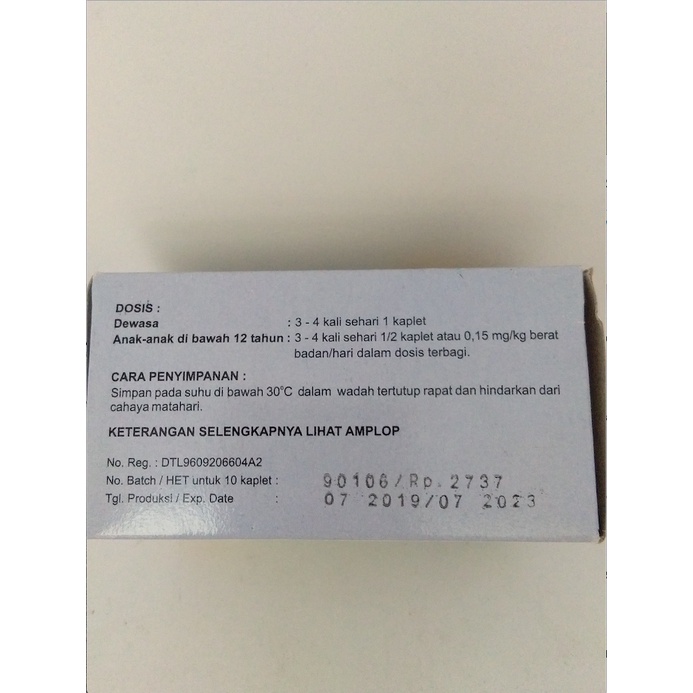 DOSIS :
Dewasa : 3 - 4 kali sehari 1 kaplet
Anak-anak di bawah 12 tahun : 3 - 4 kali sehari 1/2 kaplet atau 0,15 mg/kg berat
badan/hari dalam dosis terbagi.
CARA PENYIMPANAN :
Simpan pada suhu di bawah 30°C dalam wadah tertutup rapat dan hindarkan dari
cahaya matahari.
KETERANGAN SELENGKAPNYA LIHAT AMPLOP
No. Reg. : DTL9609206604A2
No. Batch / HET untuk 10 kaplet : 90106/Rp. 2737
Tgl. Produksi / Exp. Date : 07 2019/07 2023